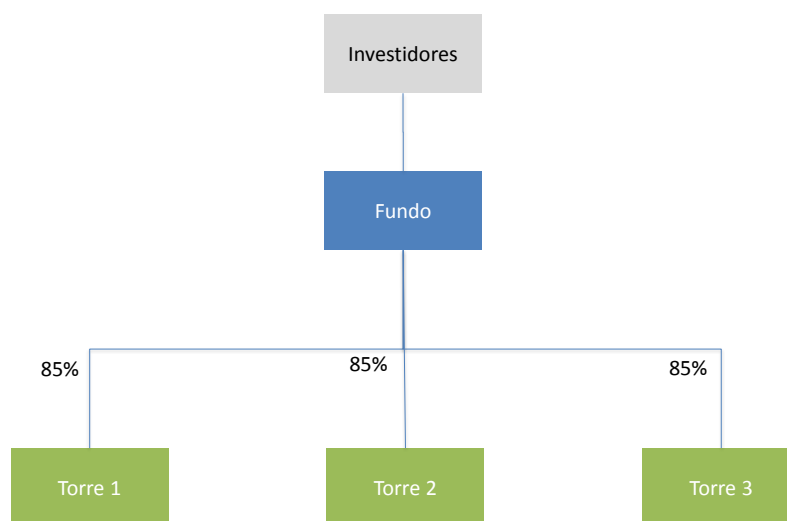 Investidores
Fundo
85%
85%
85%
Torre 1
Torre 2
Torre 3